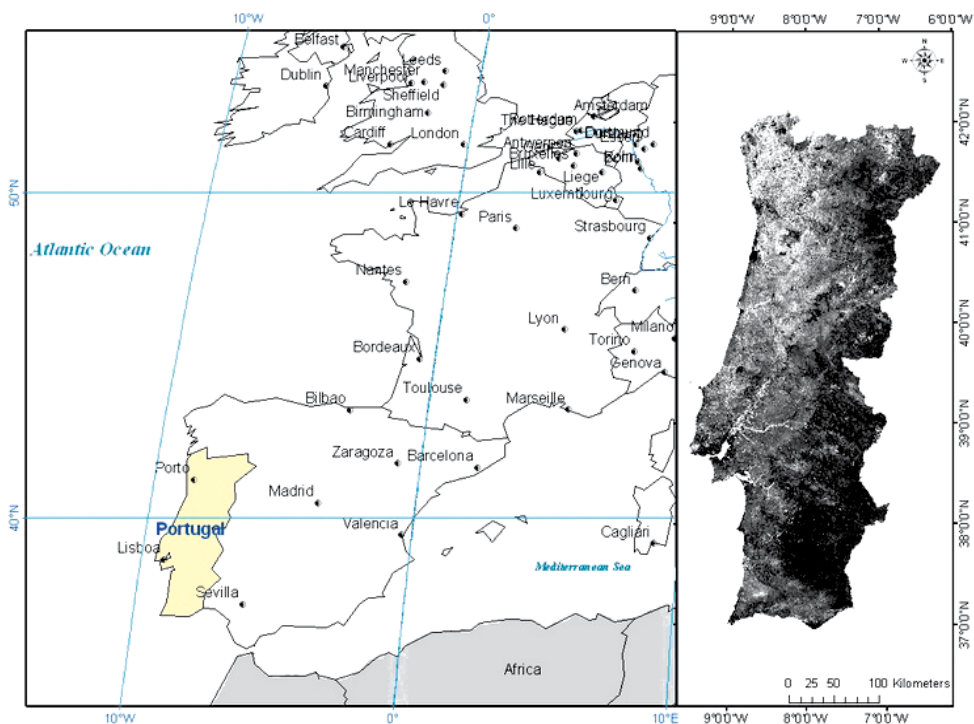 10°W 0°
9°0'0"W 8°0'0"W 7°0'0"W 6°0'0"W
N
W E
S
Belfast
Leeds
Manchester
Dublin
Liverpool
Sheffield
Amsterdam
Birmingham
Cardiff London
Dortmund
Antwerpen
Bruxelles
Lille
Liege
Luxembourg
Le Havre
Paris
Strasbourg
Atlantic Ocean
Nantes
Bern
Lyon
Milano
Torino
Bordeaux
Genova
Toulouse
Bilbao Marseille
Zaragoza Barcelona
Porto
Madrid
Portugal Valencia
Cagliari
Lisboa
Mediterranean Sea
Sevilla
Africa
60°N
40°N
42°0'0"N
41°0'0"N
40°0'0"N
39°0'0"N
38°0'0"N
37°0'0"N
0 25 50 100 Kilometers
10°W 0° 10°E
9°0'0"W 8°0'0"W 7°0'0"W